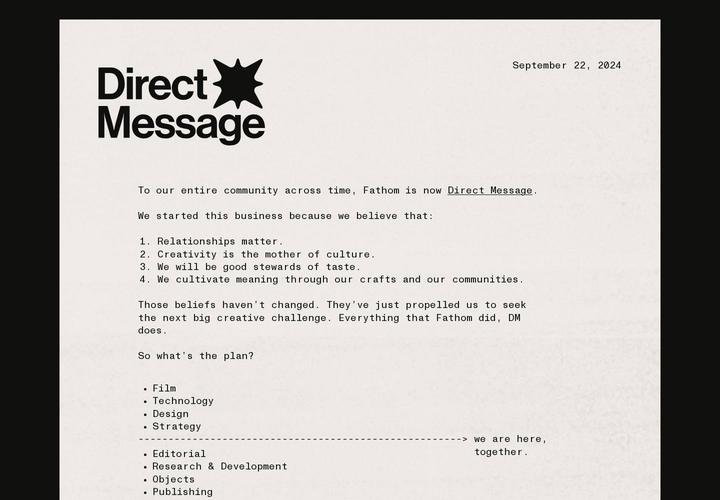 Direct
Message
September 22, 2024
To our entire community across time, Fathom is now Direct Message.
We started this business because we believe that:
1. Relationships matter.
2. Creativity is the mother of culture.
3. We will be good stewards of taste.
4. We cultivate meaning through our crafts and our communities.
Those beliefs haven't changed. They've just propelled us to seek
the next big creative challenge. Everything that Fathom did, DM
does.
So what's the plan?
• Film
• Technology
• Design
• Strategy
------------------------------------------------------> we are here,
together.
• Editorial
• Research & Development
• Objects
• Publishing